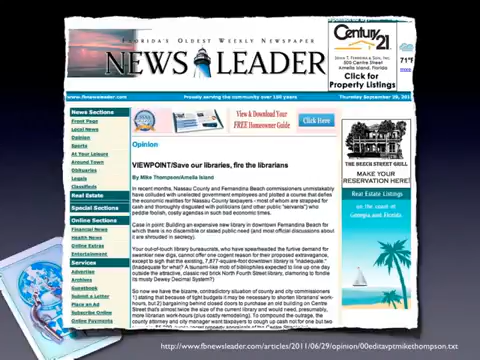 FLORIDA'S OLDEST WEEKLY NEWSPAPER
NEWS LEADER
Century 21
500 Centre Street
Amelia Island, Florida
Click for
Property Listings
71°F
www.fbnewsleader.com
Proudly serving the community over 150 years
Thursday September 29, 201
News Sections
Front Page
Local News
Opinion
Sports
At Your Leisure
Around Town
Obituaries
Legals
Classifieds
Real Estate
Special Sections
Online Sections
Financial News
Health News
Online Extras
Entertainment
Services
Advertise
Archives
Guestbook
Submit a Letter
Place an Ad
Subscribe Online
Online Payments
View & Download Your
FREE Homeowner Guide
Click Here
Opinion
VIEWPOINT/Save our libraries, fire the librarians
By Mike Thompson/Amelia Island
In recent months, Nassau County and Fernandina Beach commissioners unmistakably
have colluded with unelected government employees and plotted a course that defies
the economic realities for Nassau County taxpayers - most of whom are strapped for
cash and thoroughly disgusted with politicians (and other public "servants") who
peddle foolish, costly agendas in such bad economic times.
Case in point: Building an expensive new library in downtown Fernandina Beach for
which there is no discernible or stated public need (and most official discussions about it
are shrouded in secrecy).
Your out-of-touch library bureaucrats, who have spearheaded the furtive demand for
swankier new digs, cannot offer one cogent reason for their proposed extravagance,
except to sigh that the existing, 7,877-square-foot downtown library is "inadequate."
(Inadequate for what? A tsunami-like mob of bibliophiles expected to line up one day
outside the attractive, classic red brick North Fourth Street library, clamoring to fondle
its musty Dewey Decimal System?)
So now we have the bizarre, contradictory situation of county and city commissioners
1) stating that because of tight budgets it may be necessary to shorten librarians' work-
hours, but 2) bargaining behind closed doors to purchase an old building on Centre
Street that's almost twice the size of the current library and would need, presumably,
more librarian work-hours (plus costly remodeling). To compound the outrage, the
county attorney and city manager want taxpayers to cough up cash not for one but two
THE BEECH STREET GRILL
MAKE YOUR
RESERVATION HERE!
Real Estate Listings
on the coast of
Georgia and Florida
http://www.fbnewsleader.com/articles/2011/06/29/opinion/00editavptmikethompson.txt